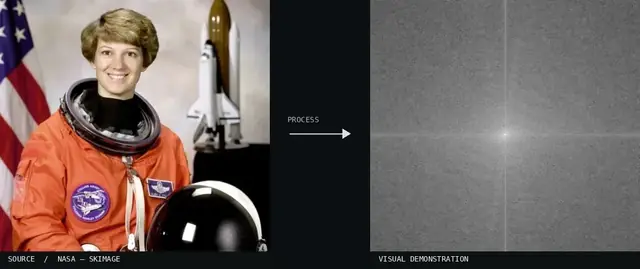 PROCESS
SOURCE / NASA — SKIMAGE
VISUAL DEMONSTRATION